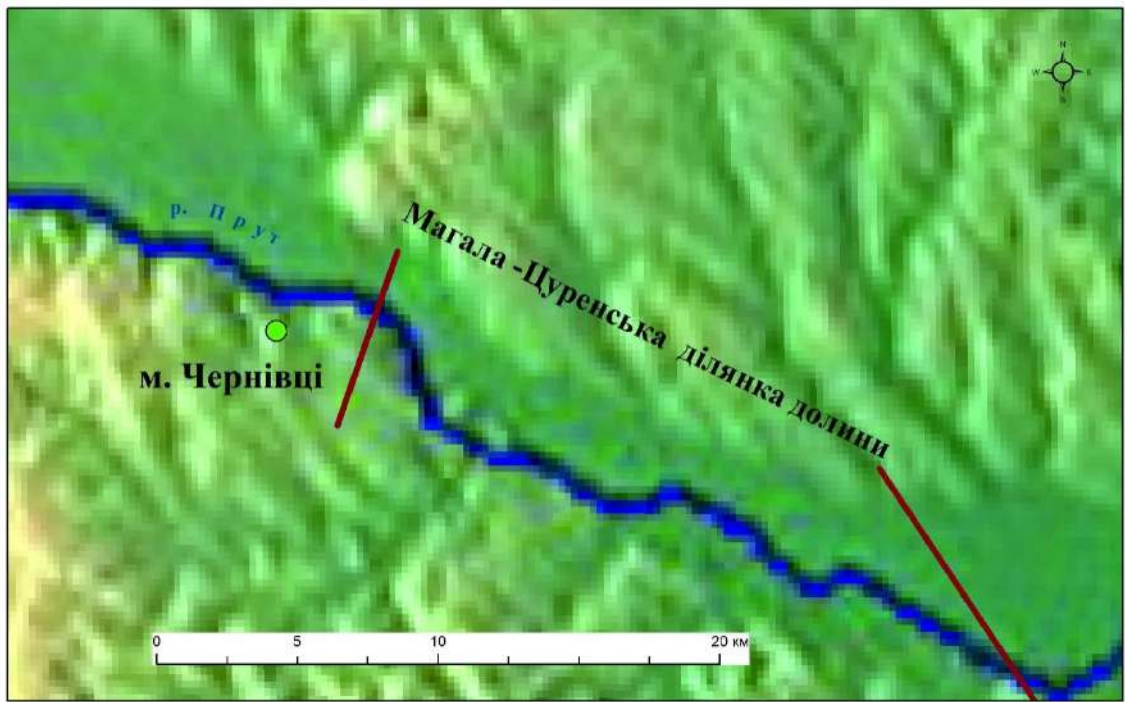 N
W E
S
р. Прут
Магала -Цуренська ділянка долини
м. Чернівці
0 5 10 20 км